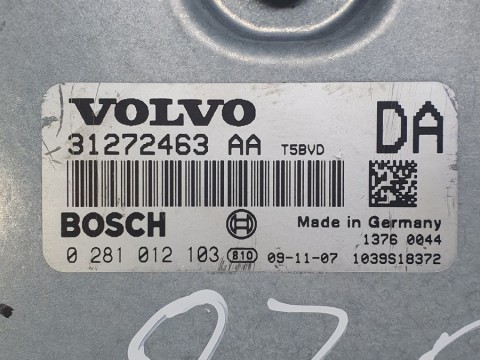 VOLVO
DA
31272463 AA T5BVD
BOSCH
Made in Germany
1376 0044
0 281 012 103 810 09-11-07 1039S18372